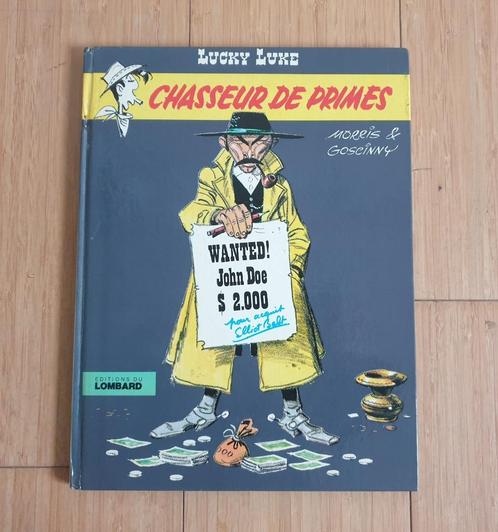 LUCKY LUKE
CHASSEUR DE PRIMES
MORRIS &
GOSCINNY
WANTED!
John Doe
$ 2.000
pour acquit
Elliot Belt
EDITIONS DU
LOMBARD
100